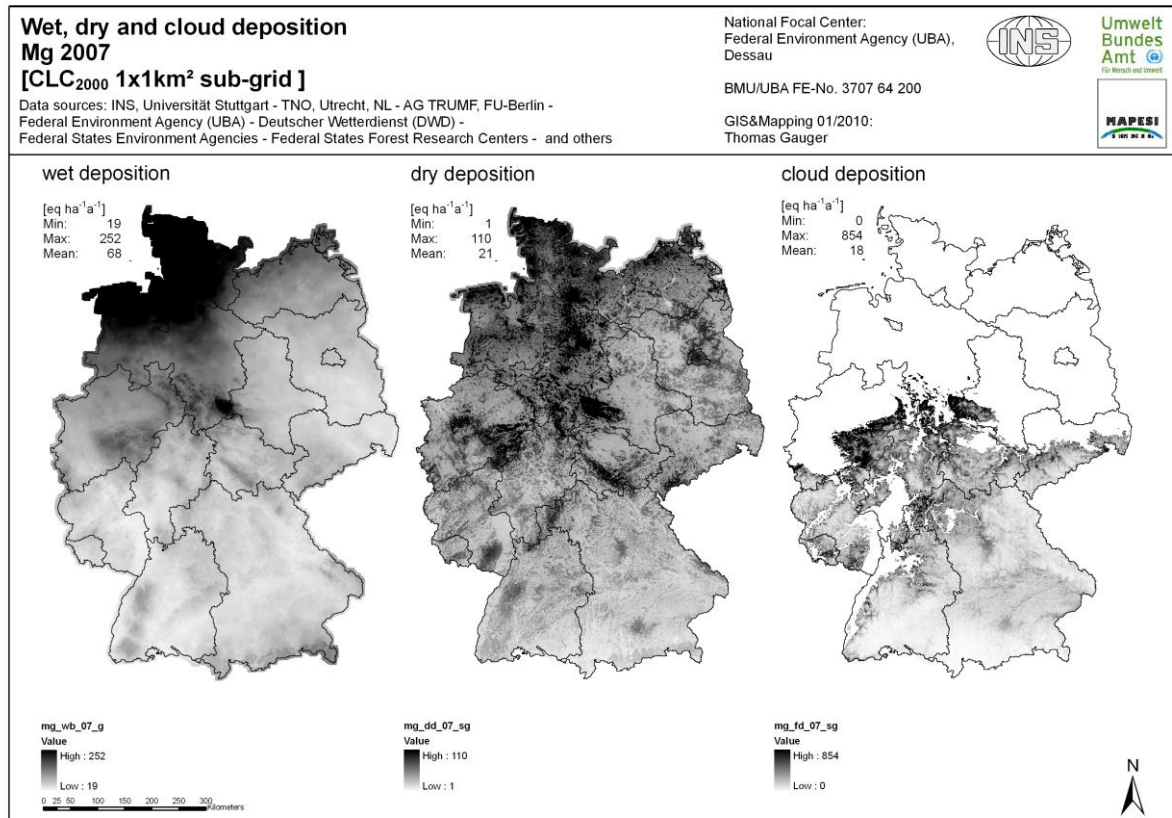 Wet, dry and cloud deposition
Mg 2007
[CLC2000 1x1km² sub-grid ]
Data sources: INS, Universität Stuttgart - TNO, Utrecht, NL - AG TRUMF, FU-Berlin -
Federal Environment Agency (UBA) - Deutscher Wetterdienst (DWD) -
Federal States Environment Agencies - Federal States Forest Research Centers - and others
National Focal Center:
Federal Environment Agency (UBA),
Dessau
BMU/UBA FE-No. 3707 64 200
GIS&Mapping 01/2010:
Thomas Gauger
INS
Umwelt
Bundes
Amt
Für Mensch und Umwelt
MAPESI
wet deposition
[eq ha-1a-1]
Min: 19
Max: 252
Mean: 68
dry deposition
[eq ha-1a-1]
Min: 1
Max: 110
Mean: 21
cloud deposition
[eq ha-1a-1]
Min: 0
Max: 854
Mean: 18
mg_wb_07_g
Value
High : 252
Low : 19
0 25 50 100 150 200 250 300
Kilometers
mg_dd_07_sg
Value
High : 110
Low : 1
mg_fd_07_sg
Value
High : 854
Low : 0
N